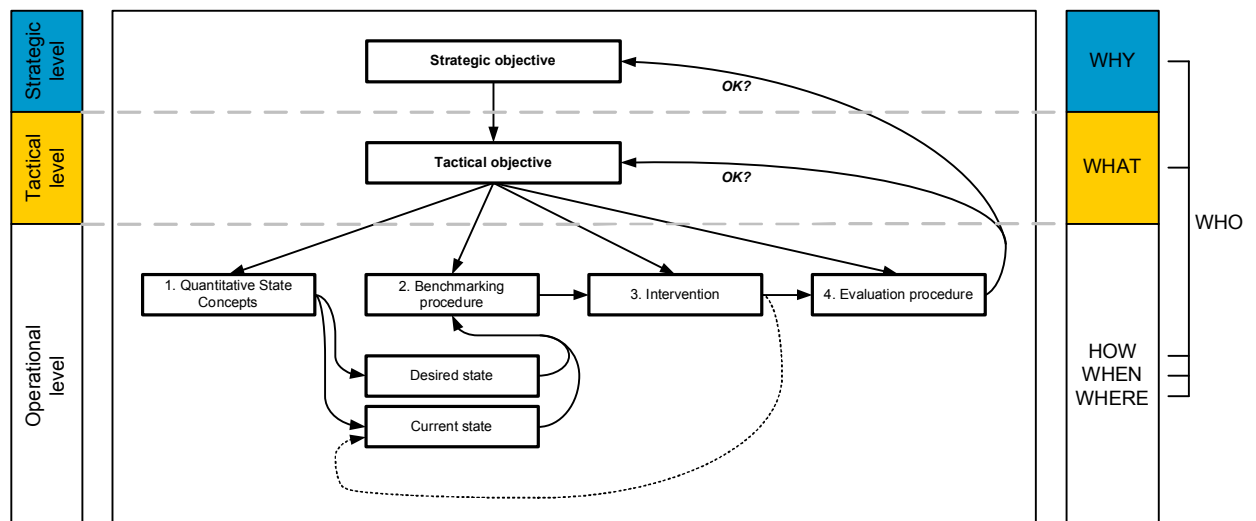 Strategic
level
Tactical
level
Operational
level
Strategic objective
OK?
Tactical objective
OK?
1. Quantitative State
Concepts
2. Benchmarking
procedure
3. Intervention
4. Evaluation procedure
Desired state
Current state
WHY
WHAT
HOW
WHEN
WHERE
WHO